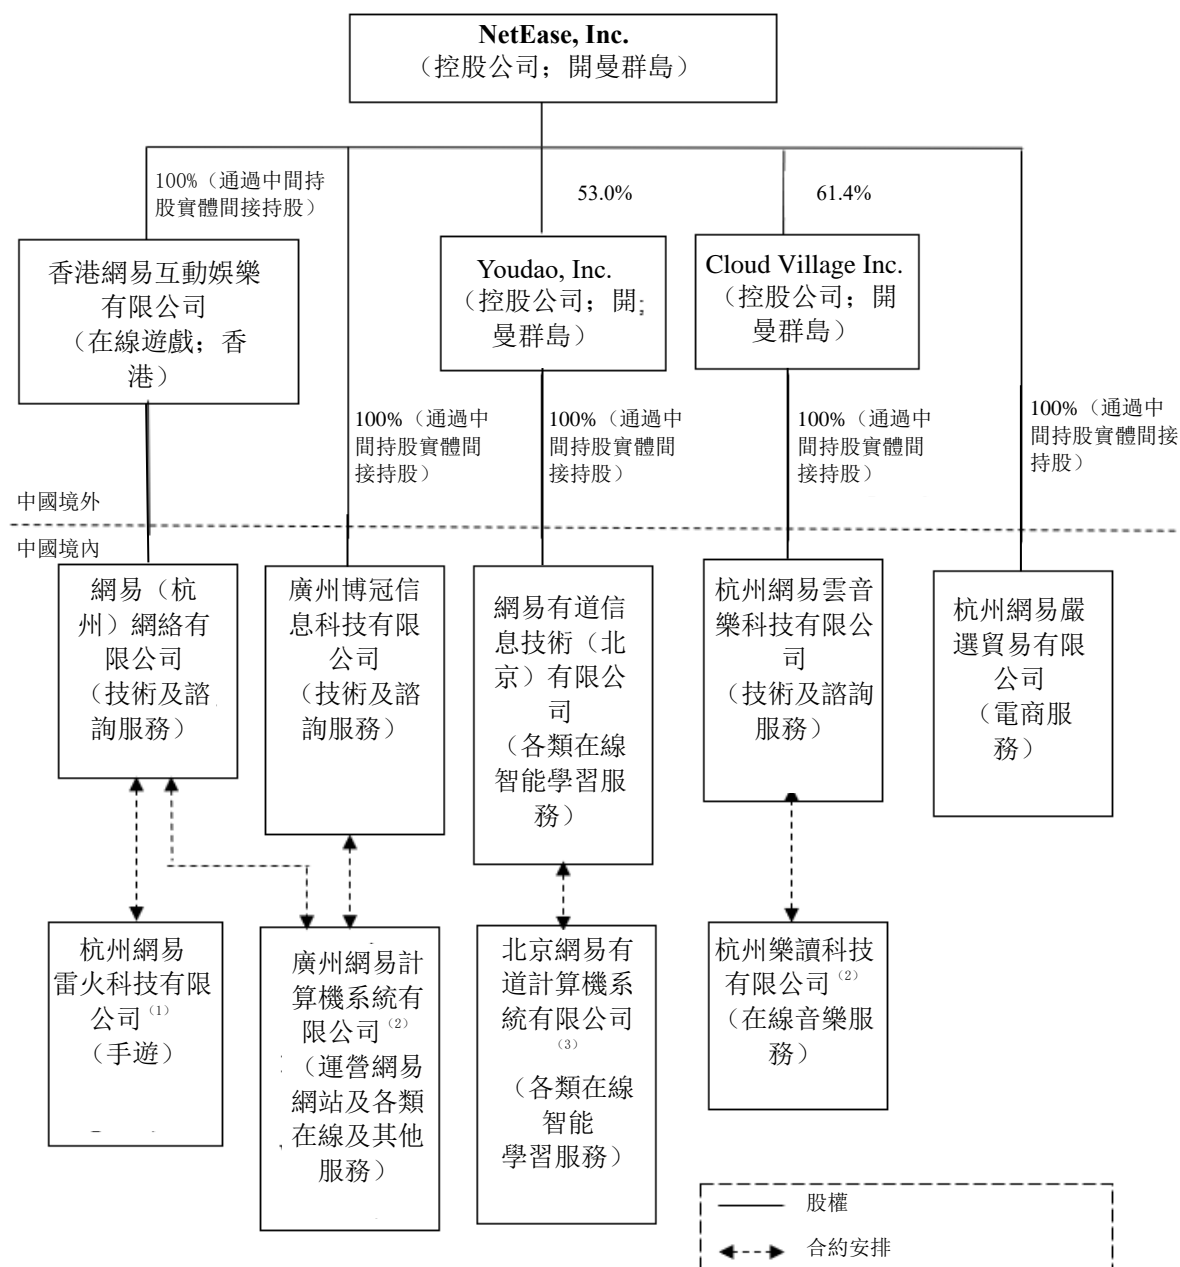 NetEase, Inc.
（控股公司；開曼群島）
100%（通過中間持
股實體間接持股）
53.0%
61.4%
香港網易互動娛樂
有限公司
（在線遊戲；香
港）
Youdao, Inc.
（控股公司；開
曼群島）
Cloud Village Inc.
（控股公司；開
曼群島）
100%（通過中
間持股實體間
接持股）
100%（通過中
間持股實體間
接持股）
100%（通過中
間持股實體間
接持股）
100%（通過中
間持股實體間接
持股）
中國境外
中國境內
網易（杭
州）網絡有
限公司
（技術及諮
詢服務）
廣州博冠信
息科技有限
公司
（技術及諮
詢服務）
網易有道信
息技術（北
京）有限公
司
（各類在線
智能學習服
務）
杭州網易雲音
樂科技有限公
司
（技術及諮詢
服務）
杭州網易嚴
選貿易有限
公司
（電商服
務）
杭州網易
雷火科技有限
公司(1)
（手遊）
廣州網易計
算機系統有
限公司(2)
（運營網易
網站及各類
在線及其他
服務）
北京網易有
道計算機系
統有限公司
(3)
（各類在線
智能
學習服務）
杭州樂讀科技
有限公司(2)
（在線音樂服
務）
股權
合約安排